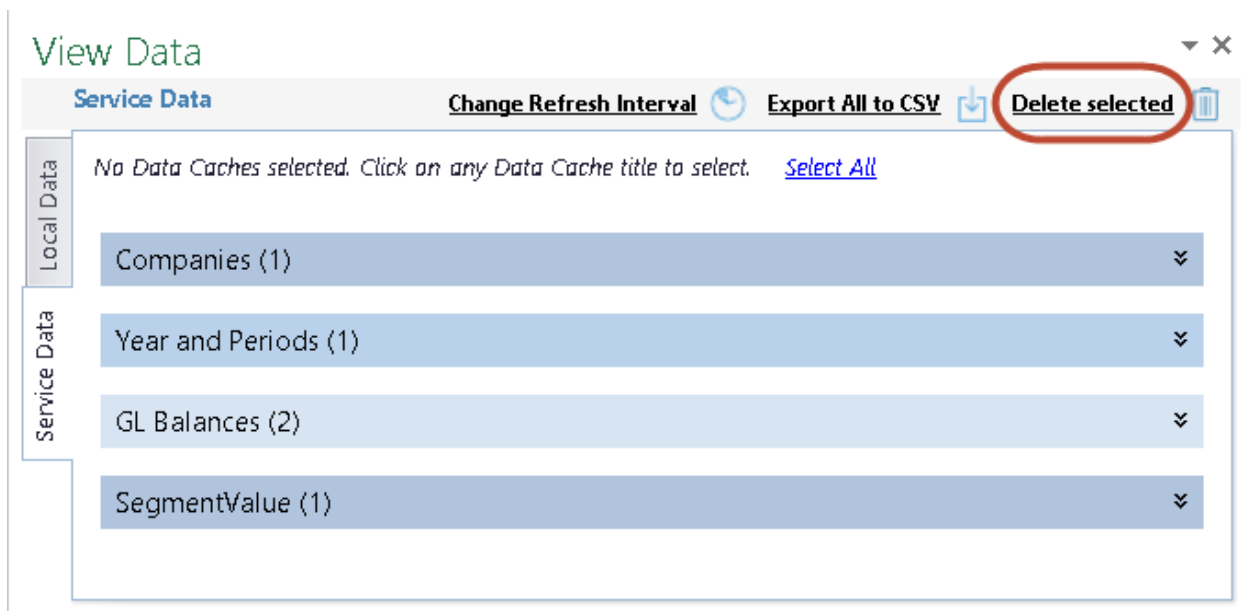 View Data
Service Data Change Refresh Interval Export All to CSV Delete selected
No Data Caches selected. Click on any Data Cache title to select. Select All
Local Data
Service Data
Companies (1)
Year and Periods (1)
GL Balances (2)
SegmentValue (1)